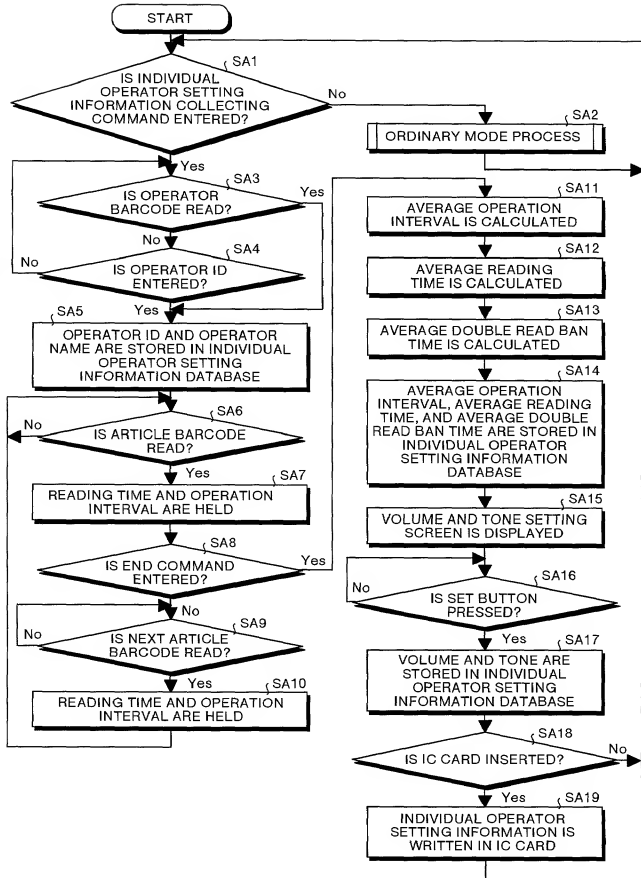 START
SA1
IS INDIVIDUAL
OPERATOR SETTING
INFORMATION COLLECTING
COMMAND ENTERED?
No
Yes
SA2
ORDINARY MODE PROCESS
SA3
IS OPERATOR
BARCODE READ?
Yes
No
SA4
IS OPERATOR ID
ENTERED?
No
Yes
SA5
OPERATOR ID AND OPERATOR
NAME ARE STORED IN INDIVIDUAL
OPERATOR SETTING
INFORMATION DATABASE
SA6
No
IS ARTICLE BARCODE
READ?
Yes
SA7
READING TIME AND OPERATION
INTERVAL ARE HELD
SA8
IS END COMMAND
ENTERED?
Yes
No
SA9
No
IS NEXT ARTICLE
BARCODE READ?
Yes
SA10
READING TIME AND OPERATION
INTERVAL ARE HELD
SA11
AVERAGE OPERATION
INTERVAL IS CALCULATED
SA12
AVERAGE READING
TIME IS CALCULATED
SA13
AVERAGE DOUBLE READ BAN
TIME IS CALCULATED
SA14
AVERAGE OPERATION
INTERVAL, AVERAGE READING
TIME, AND AVERAGE DOUBLE
READ BAN TIME ARE STORED IN
INDIVIDUAL OPERATOR
SETTING INFORMATION
DATABASE
SA15
VOLUME AND TONE SETTING
SCREEN IS DISPLAYED
SA16
No
IS SET BUTTON
PRESSED?
Yes
SA17
VOLUME AND TONE ARE
STORED IN INDIVIDUAL
OPERATOR SETTING
INFORMATION DATABASE
SA18
IS IC CARD INSERTED?
No
Yes
SA19
INDIVIDUAL OPERATOR
SETTING INFORMATION IS
WRITTEN IN IC CARD